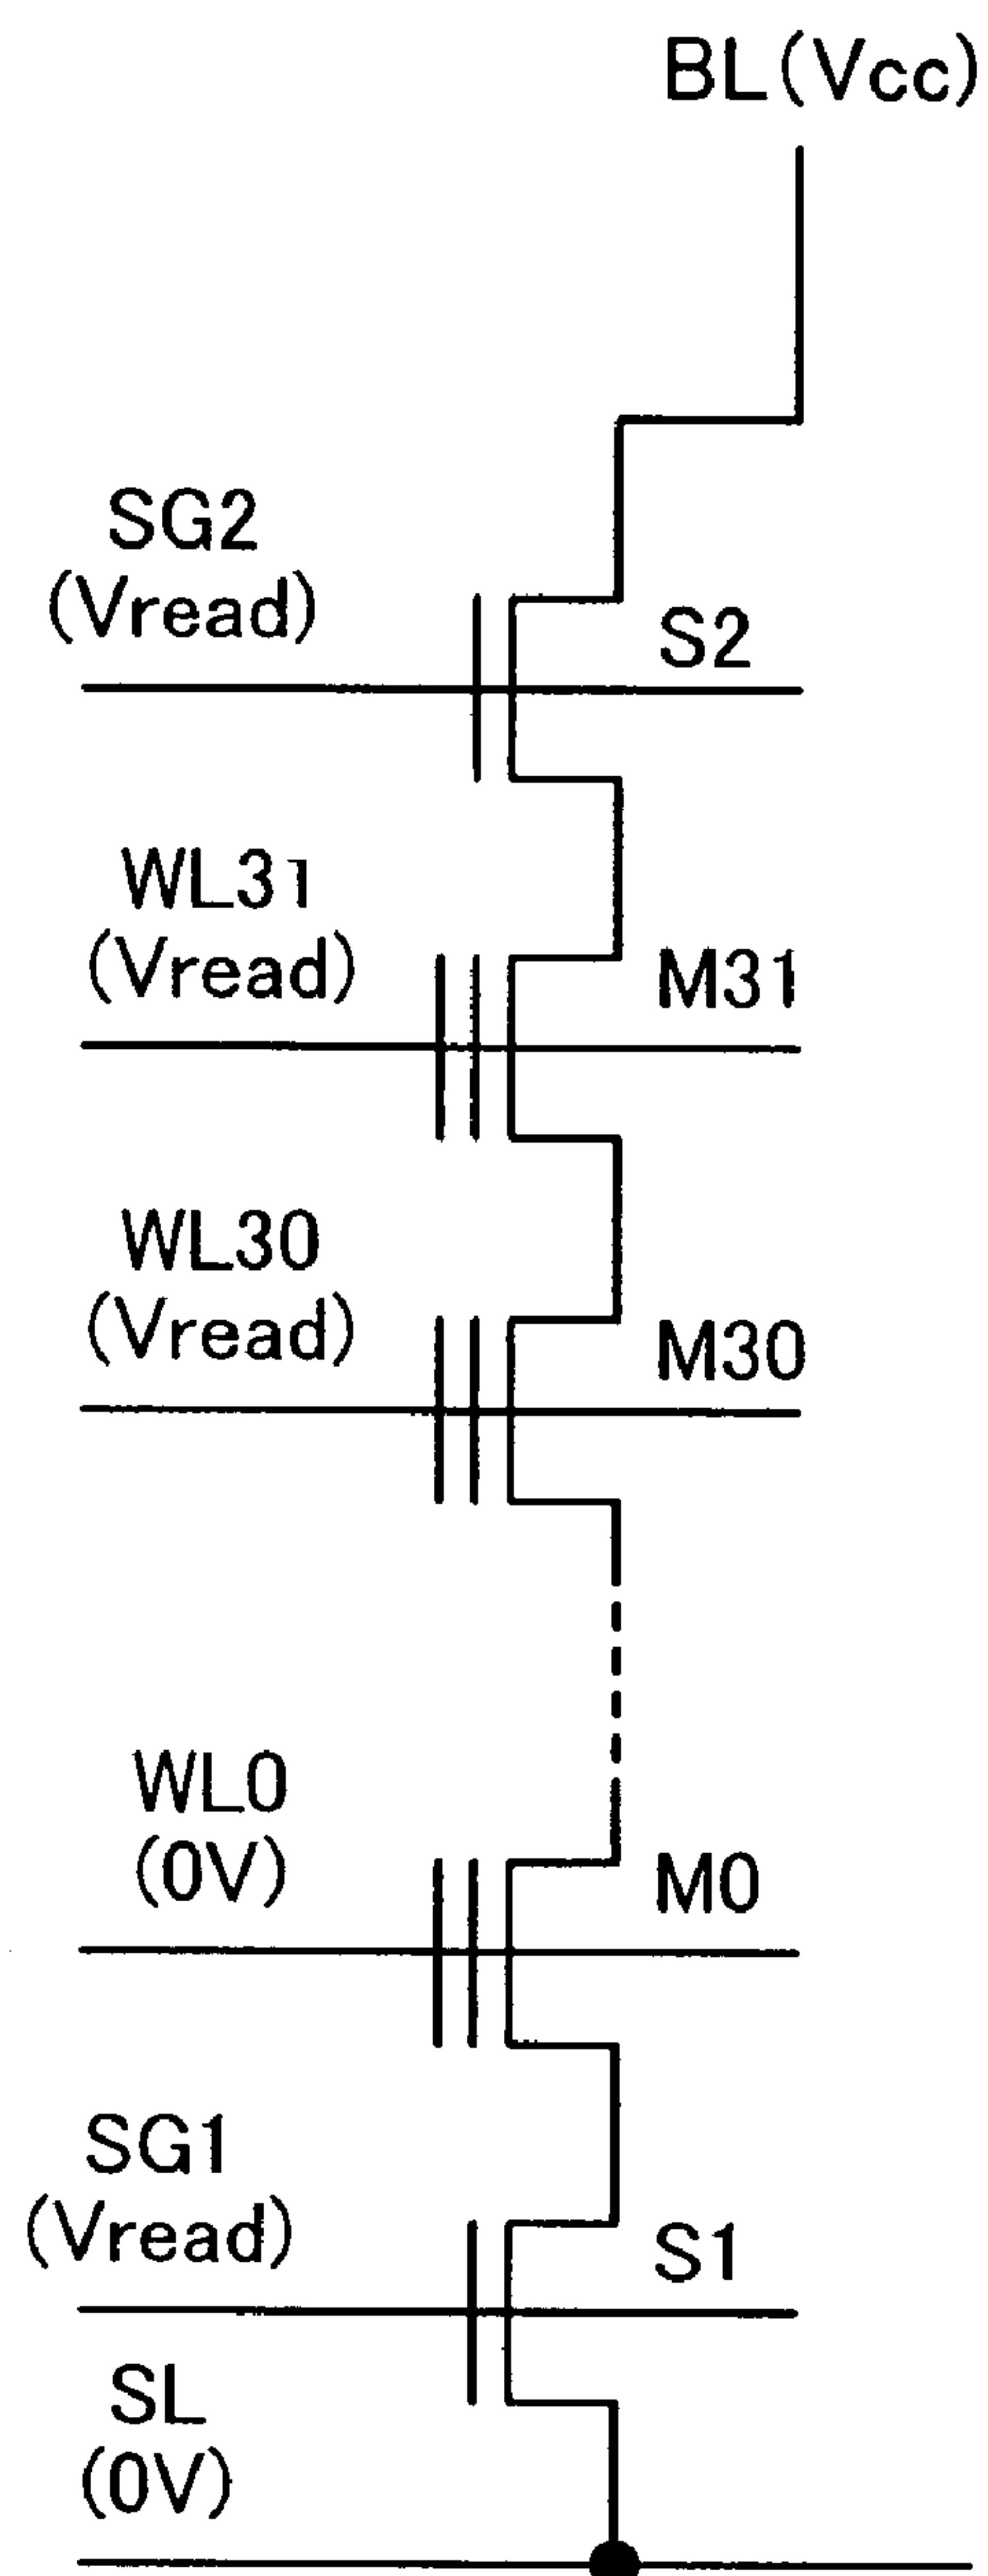 BL(Vcc)
SG2
(Vread)
S2
WL31
(Vread)
M31
WL30
(Vread)
M30
WL0
(0V)
M0
SG1
(Vread)
S1
SL
(0V)